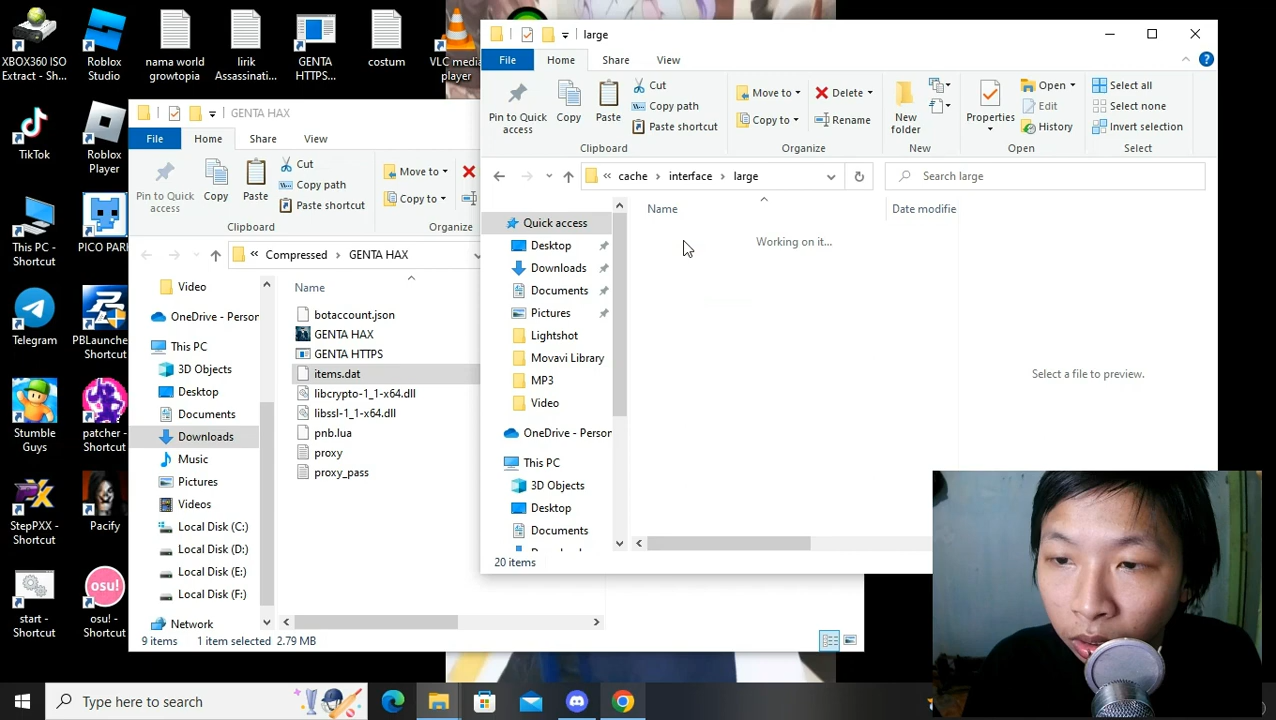 XBOX360 ISO
Extract - Sh...
Roblox
Studio
nama world
growtopia
lirik
Assassinati...
GENTA
HTTPS...
costum
VLC media
player
TikTok
Roblox
Player
This PC -
Shortcut
PICO PARK
Telegram
PBLauncher
Shortcut
Stumble
Guys
patcher -
Shortcut
StepPXX -
Shortcut
Pacify
start -
Shortcut
osu!
osu! -
Shortcut
GENTA HAX
File
Home
Share
View
Pin to Quick
access
Copy
Paste
Cut
Copy path
Paste shortcut
Move to
Copy to
Clipboard
Organize
« Compressed › GENTA HAX
Video
OneDrive - Person
This PC
3D Objects
Desktop
Documents
Downloads
Music
Pictures
Videos
Local Disk (C:)
Local Disk (D:)
Local Disk (E:)
Local Disk (F:)
Network
Name
botaccount.json
GENTA HAX
GENTA HTTPS
items.dat
libcrypto-1_1-x64.dll
libssl-1_1-x64.dll
pnb.lua
proxy
proxy_pass
9 items
1 item selected 2.79 MB
large
File
Home
Share
View
Pin to Quick
access
Copy
Paste
Cut
Copy path
Paste shortcut
Move to
Copy to
Delete
Rename
New
folder
Properties
Open
Edit
History
Select all
Select none
Invert selection
Clipboard
Organize
New
Open
Select
« cache › interface › large
Search large
Quick access
Desktop
Downloads
Documents
Pictures
Lightshot
Movavi Library
MP3
Video
OneDrive - Person
This PC
3D Objects
Desktop
Documents
Name
Date modifie
Working on it...
Select a file to preview.
20 items
Type here to search